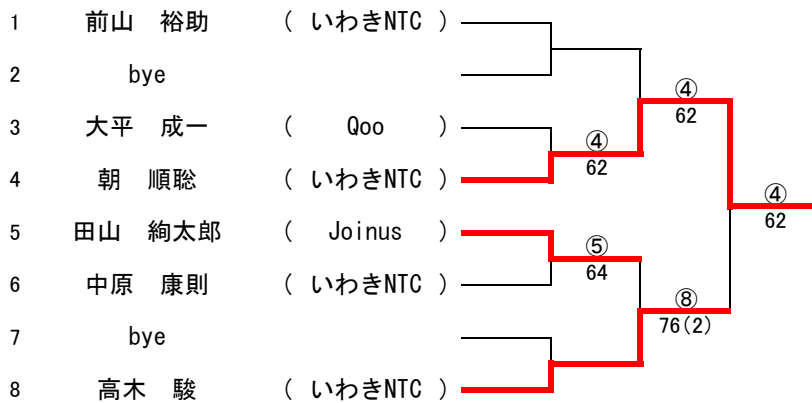 1 前山 裕助 ( いわきNTC )
2 bye
④
62
3 大平 成一 ( Qoo )
④
62
4 朝 順聡 ( いわきNTC )
④
62
5 田山 絢太郎 ( Joinus )
⑤
64
6 中原 康則 ( いわきNTC )
⑧
76(2)
7 bye
8 高木 駿 ( いわきNTC )